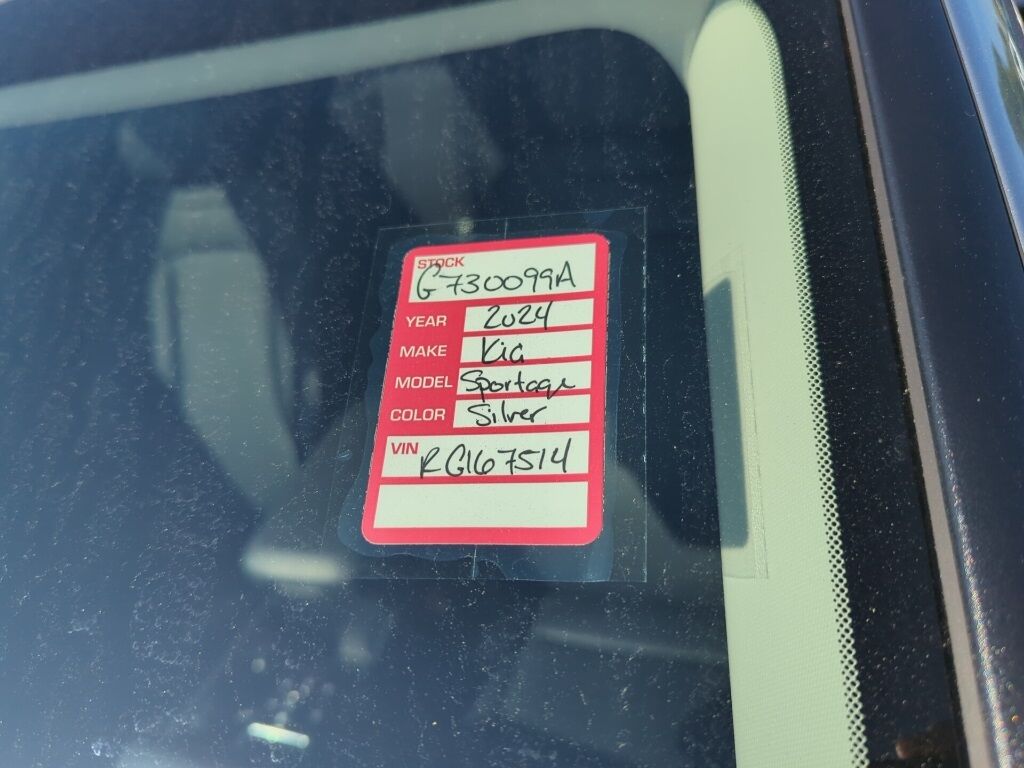 STOCK
G730099A
YEAR 2024
MAKE Kia
MODEL Sportage
COLOR Silver
VIN RG167514